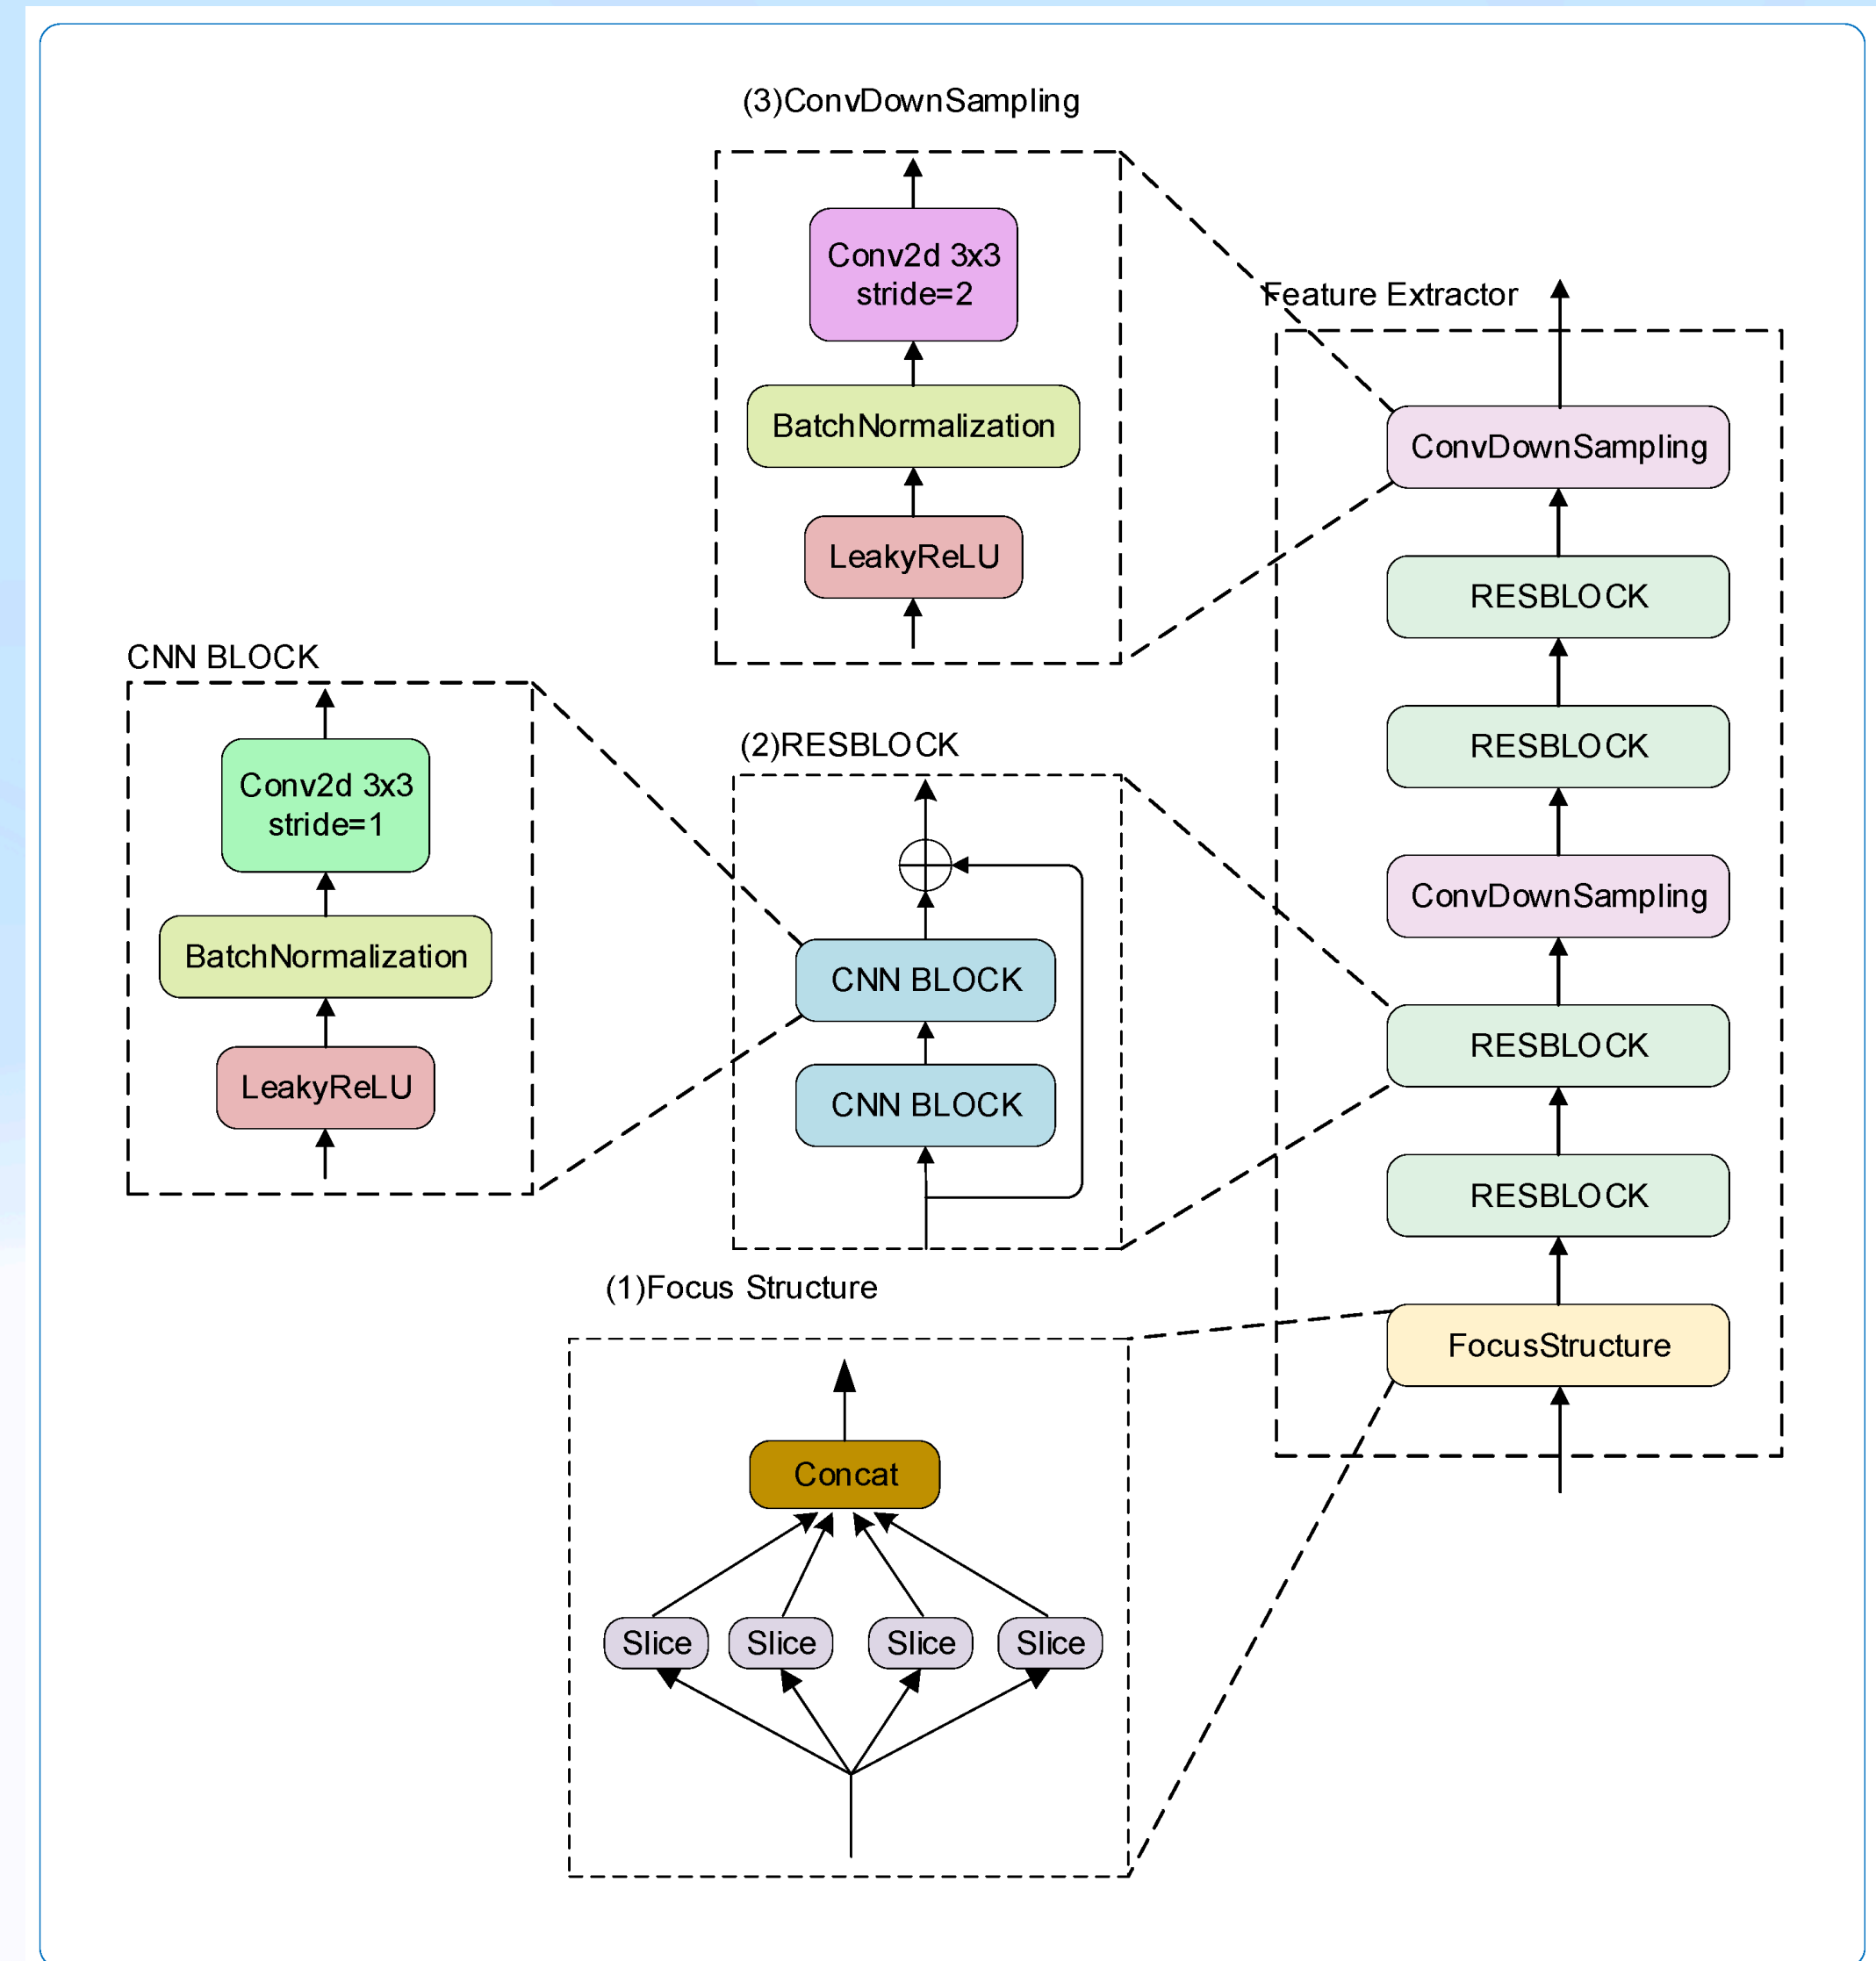 (3)ConvDownSampling
Conv2d 3x3
stride=2
BatchNormalization
LeakyReLU
CNN BLOCK
Conv2d 3x3
stride=1
BatchNormalization
LeakyReLU
(2)RESBLOCK
CNN BLOCK
CNN BLOCK
(1)Focus Structure
Concat
Slice Slice Slice Slice
Feature Extractor
ConvDownSampling
RESBLOCK
RESBLOCK
ConvDownSampling
RESBLOCK
RESBLOCK
FocusStructure